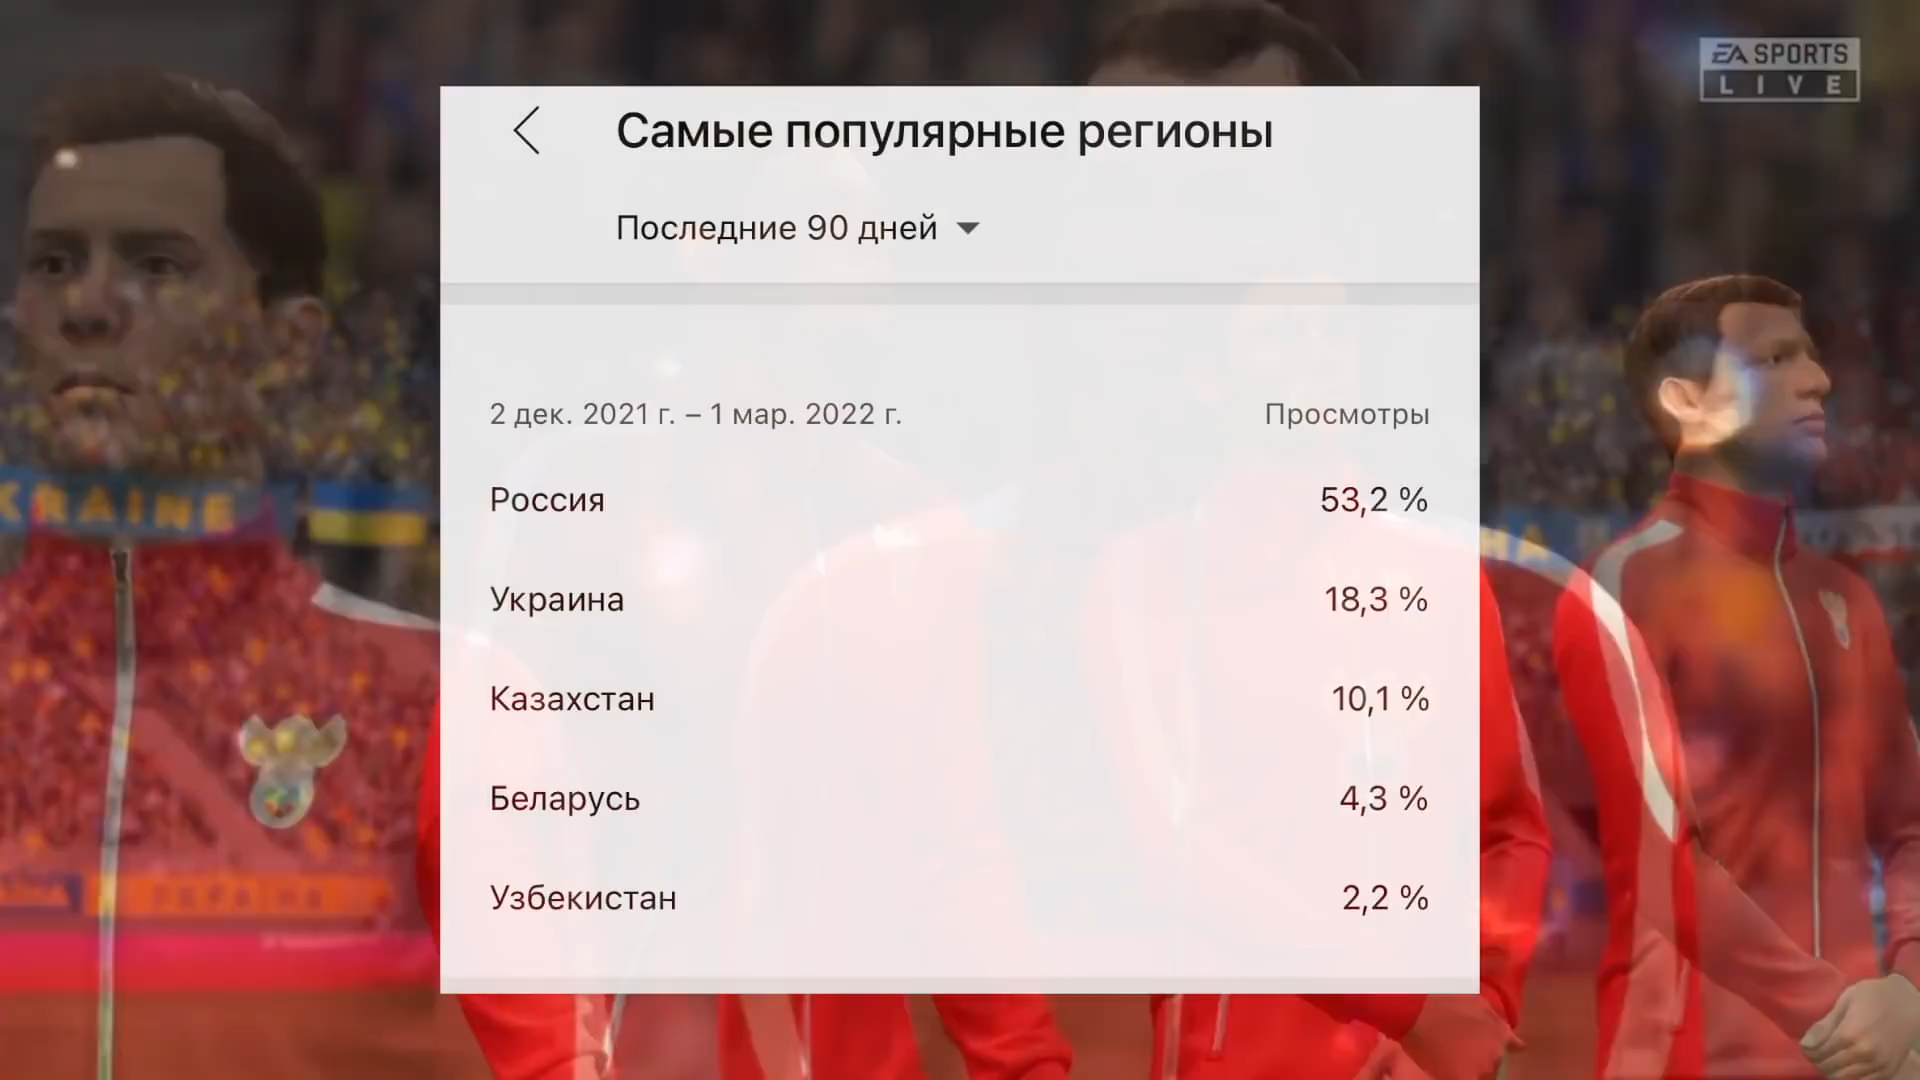 EA SPORTS
LIVE
Самые популярные регионы
Последние 90 дней
2 дек. 2021 г. – 1 мар. 2022 г. Просмотры
Россия 53,2 %
Украина 18,3 %
Казахстан 10,1 %
Беларусь 4,3 %
Узбекистан 2,2 %
KRAINE